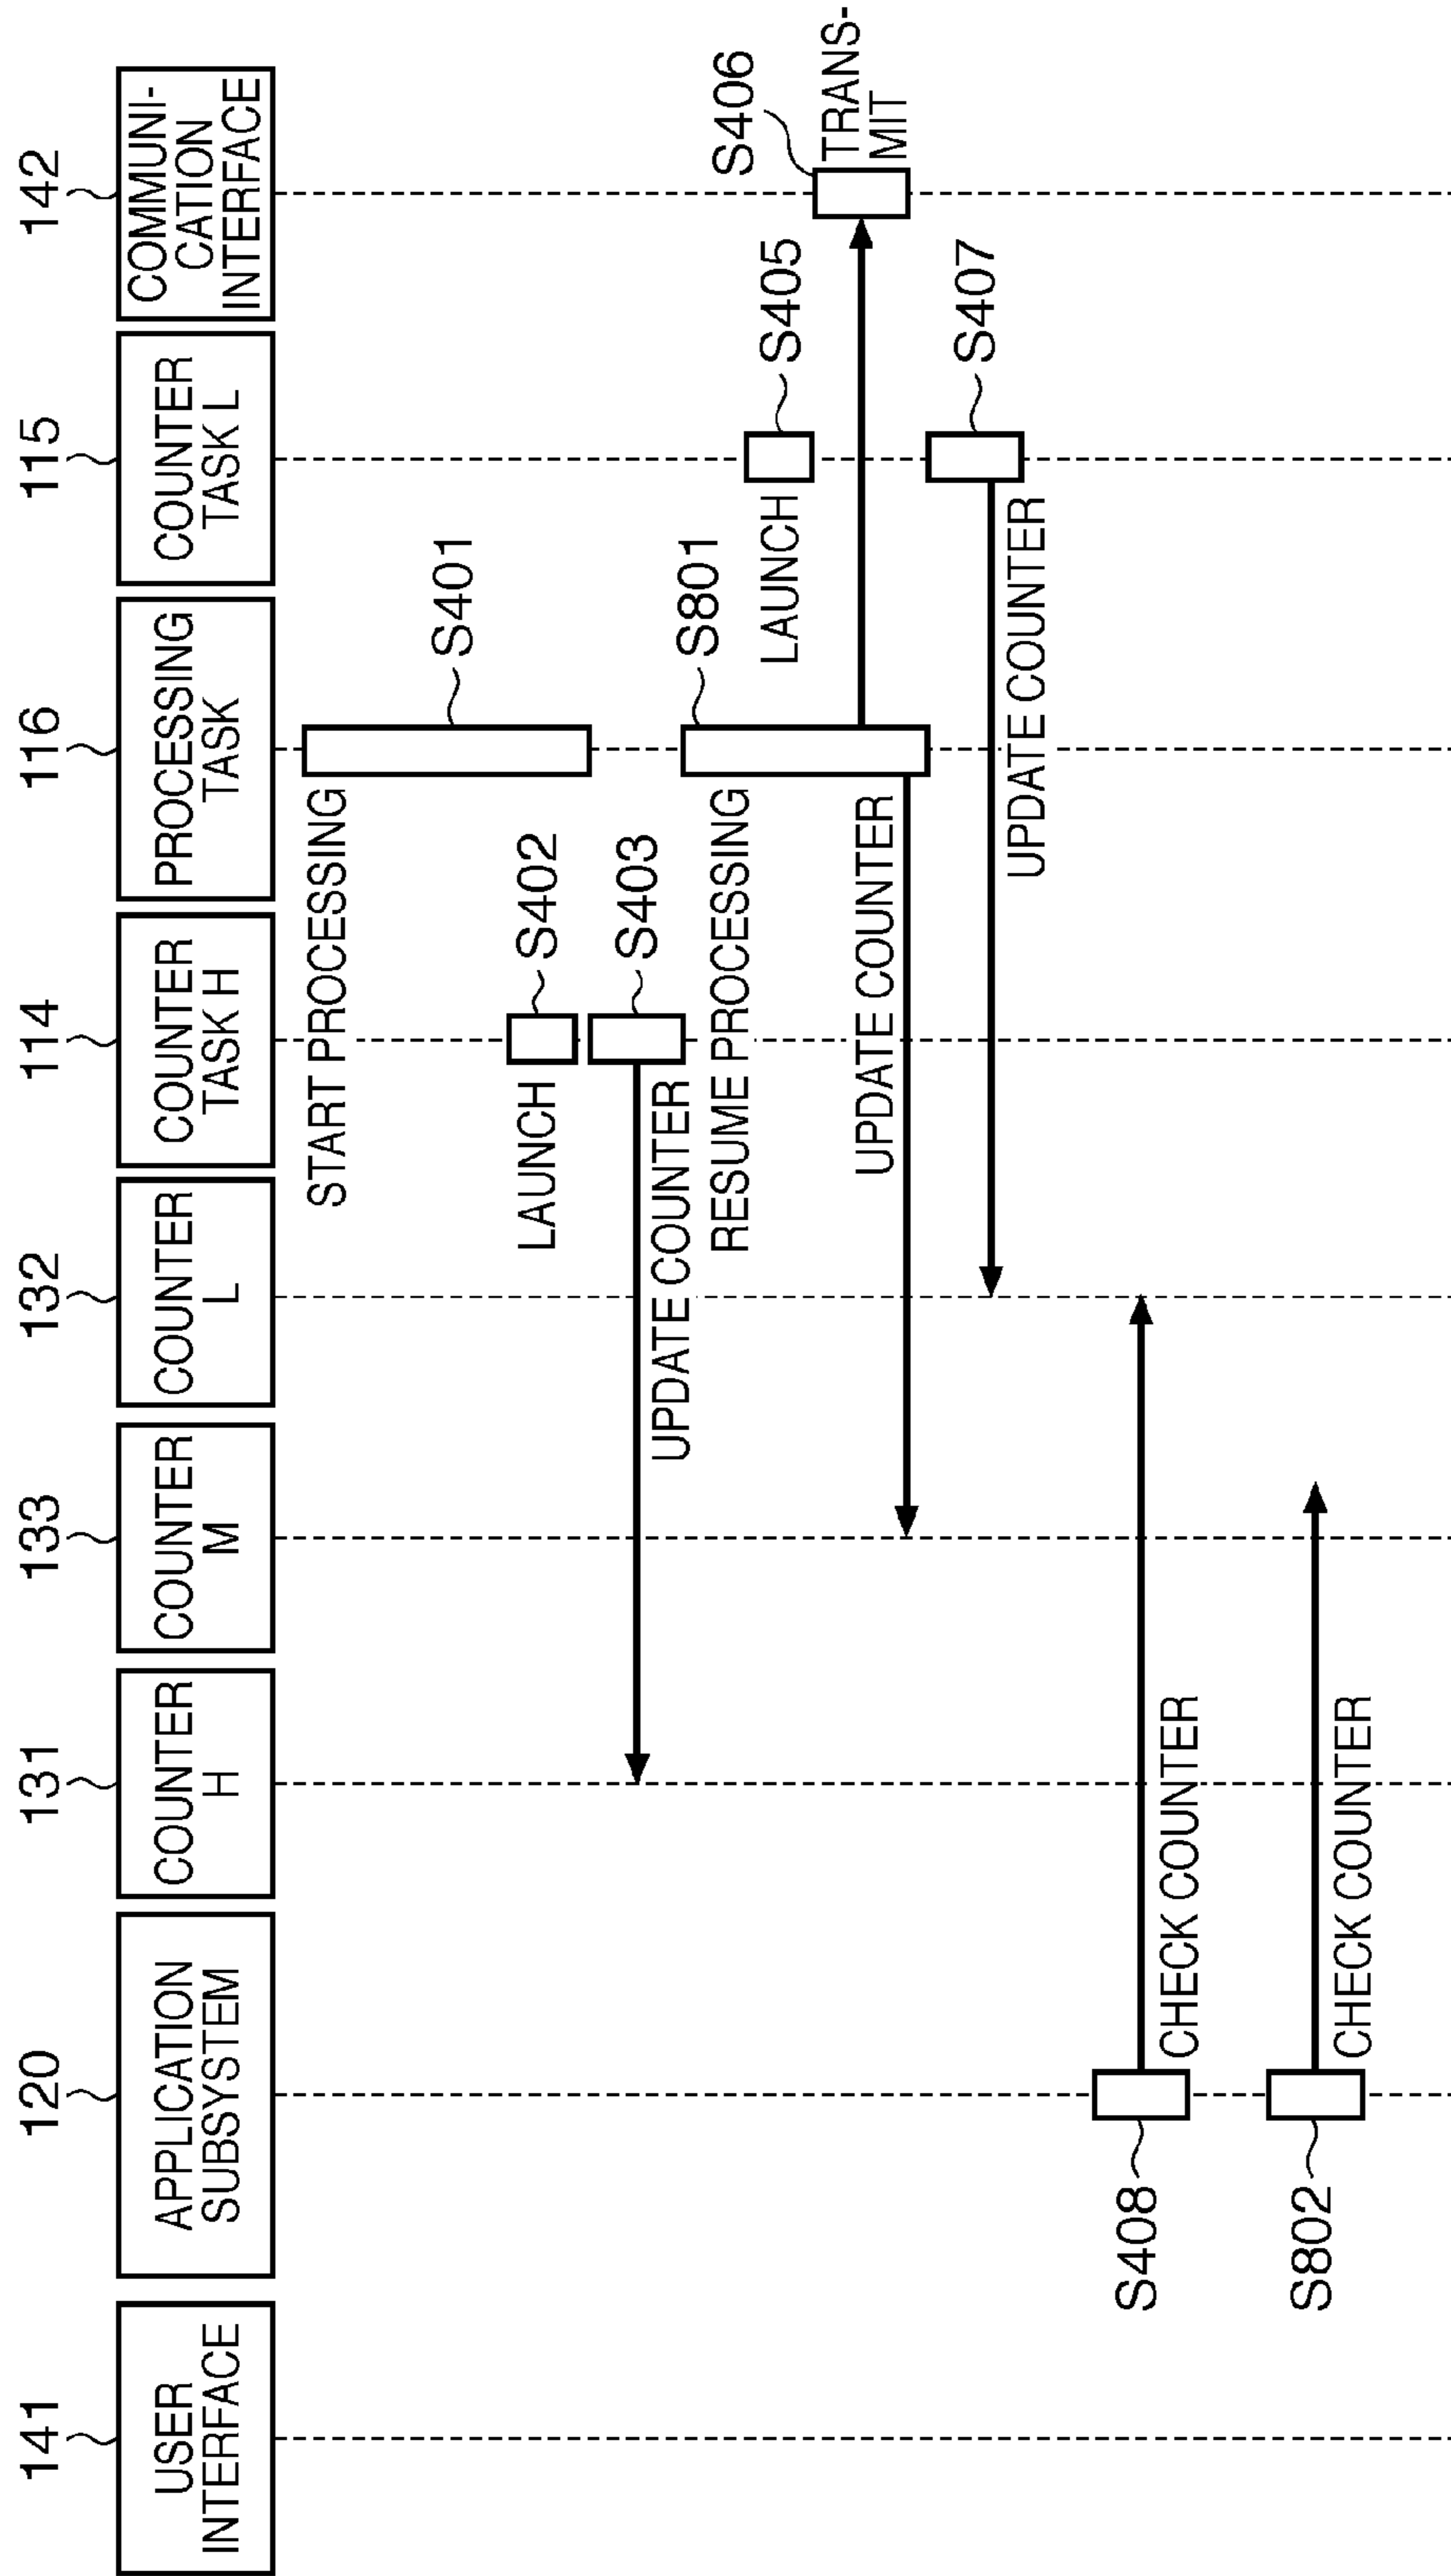 141
120
131
133
132
114
116
115
142
USER
INTERFACE
APPLICATION
SUBSYSTEM
COUNTER
H
COUNTER
M
COUNTER
L
COUNTER
TASK H
PROCESSING
TASK
COUNTER
TASK L
COMMUNI-
CATION
INTERFACE
START PROCESSING
S401
LAUNCH
S402
UPDATE COUNTER
S403
RESUME PROCESSING
S801
LAUNCH
S405
S406
TRANS-
MIT
UPDATE COUNTER
S407
UPDATE COUNTER
S408
CHECK COUNTER
S802
CHECK COUNTER